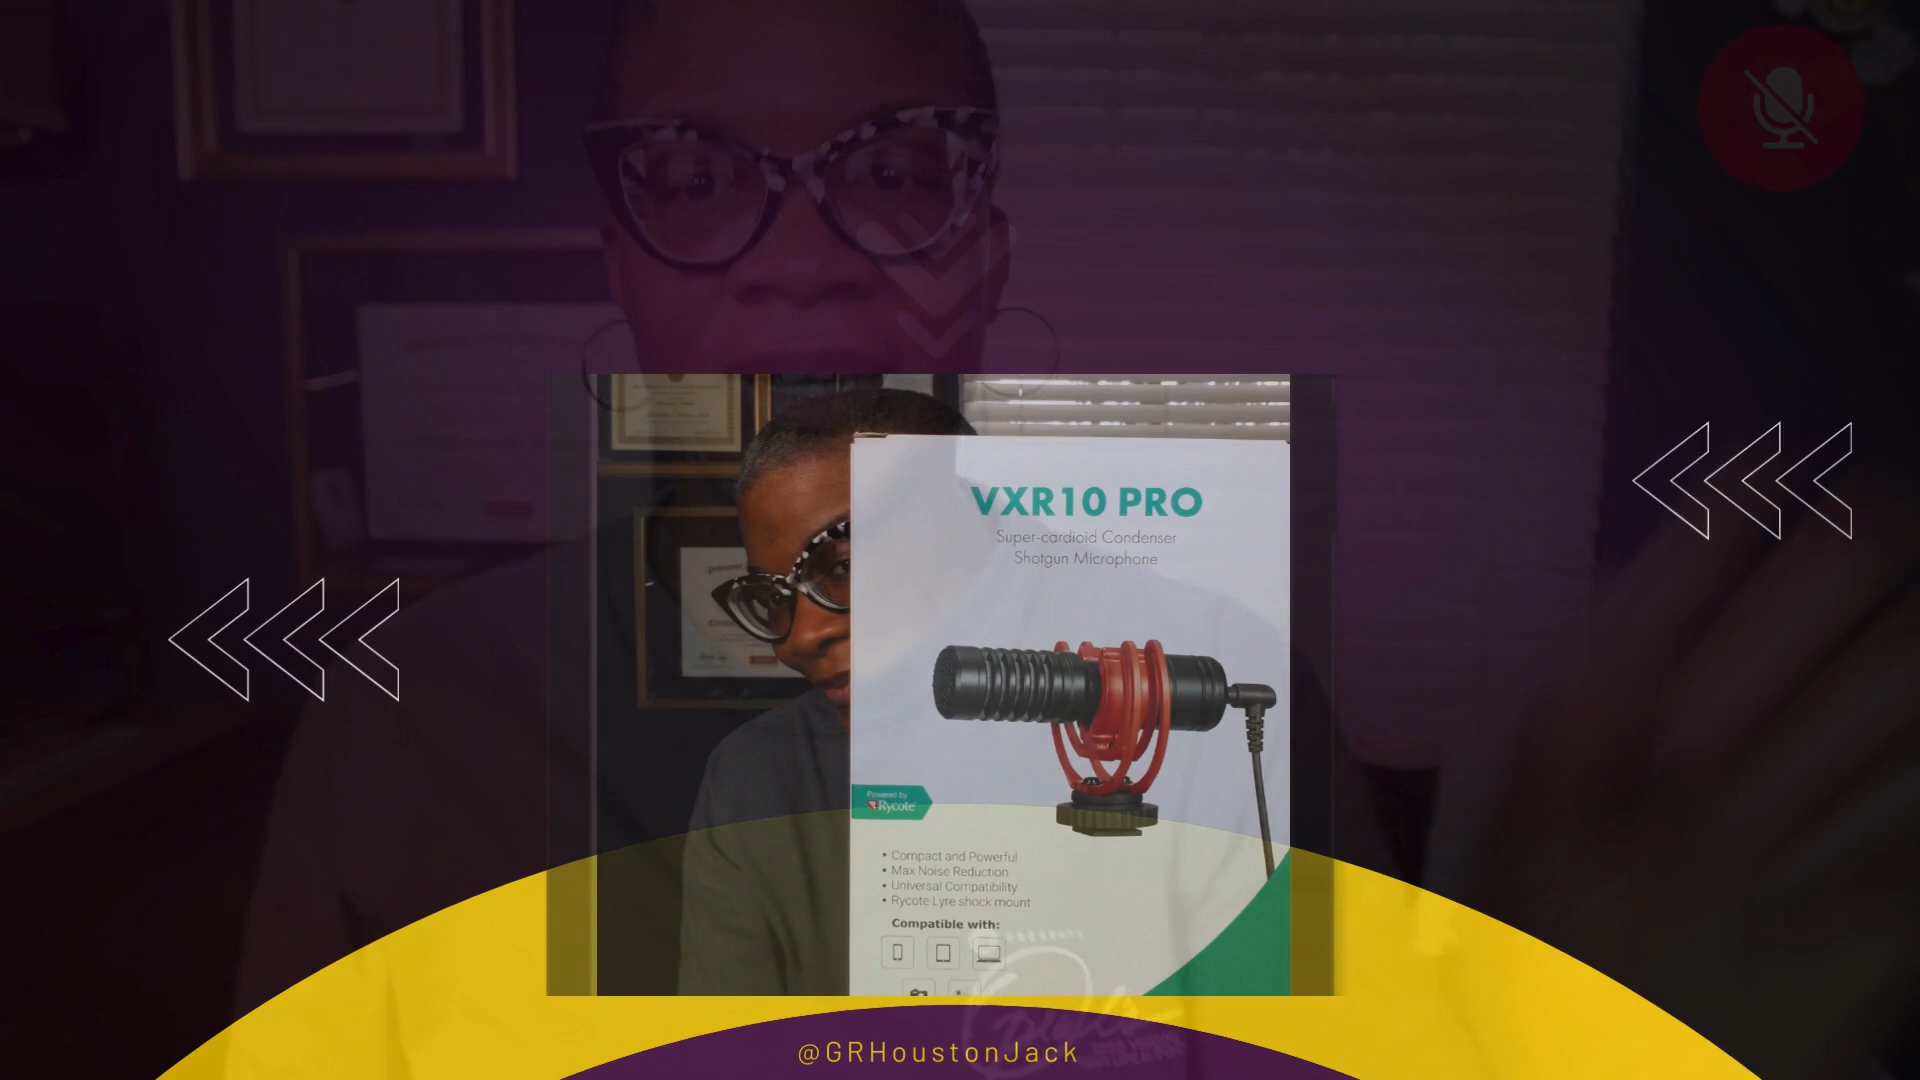 VXR10 PRO
Super-cardioid Condenser
Shotgun Microphone
Powered by
Rycote
• Compact and Powerful
• Max Noise Reduction
• Universal Compatibility
• Rycote Lyre shock mount
Compatible with:
@GRHoustonJack